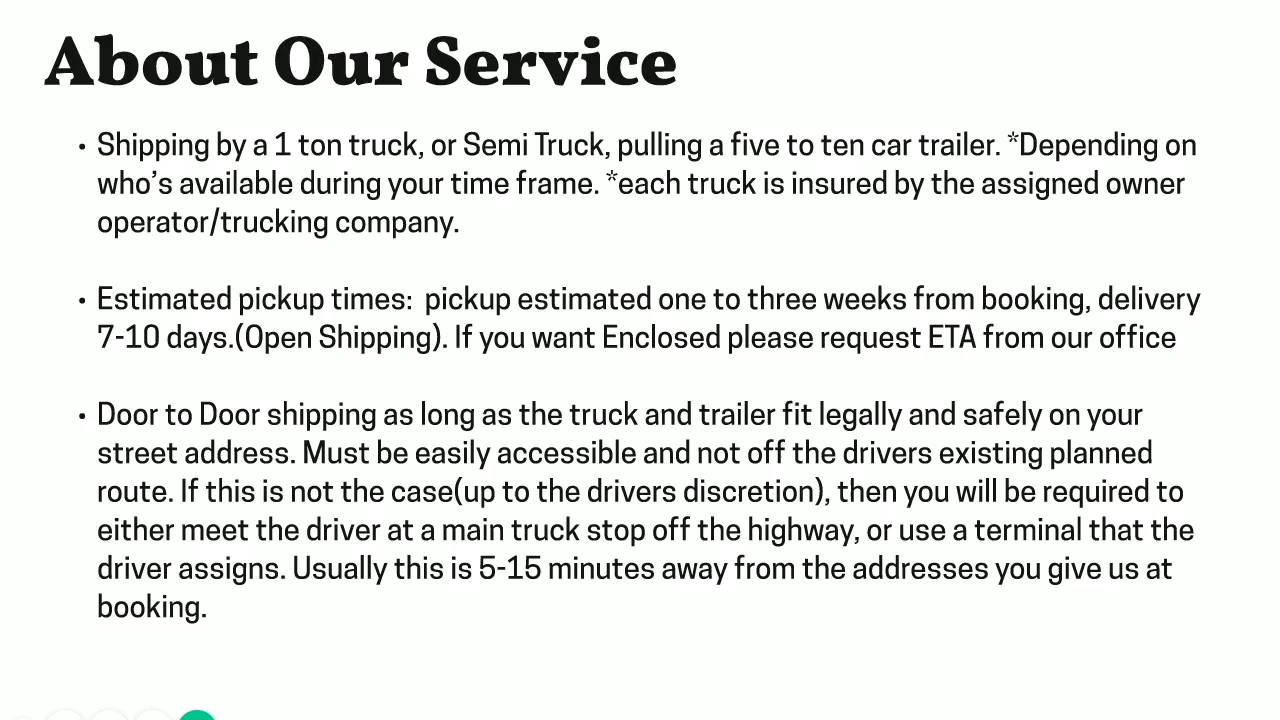 About Our Service
• Shipping by a 1 ton truck, or Semi Truck, pulling a five to ten car trailer. *Depending on
who’s available during your time frame. *each truck is insured by the assigned owner
operator/trucking company.
• Estimated pickup times:  pickup estimated one to three weeks from booking, delivery
7-10 days.(Open Shipping). If you want Enclosed please request ETA from our office
• Door to Door shipping as long as the truck and trailer fit legally and safely on your
street address. Must be easily accessible and not off the drivers existing planned
route. If this is not the case(up to the drivers discretion), then you will be required to
either meet the driver at a main truck stop off the highway, or use a terminal that the
driver assigns. Usually this is 5-15 minutes away from the addresses you give us at
booking.